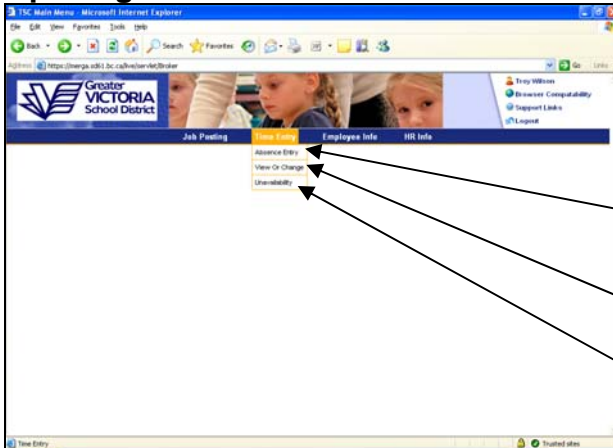 TSC Main Menu - Microsoft Internet Explorer
File Edit View Favorites Tools Help
Back Search Favorites
Address https://merga.sd61.bc.ca/live/servlet/Broker Go Links
Greater
VICTORIA
School District
Troy Wilson
Browser Compatability
Support Links
Logout
Job Posting Time Entry Employee Info HR Info
Absence Entry
View Or Change
Unavailability
Time Entry Trusted sites